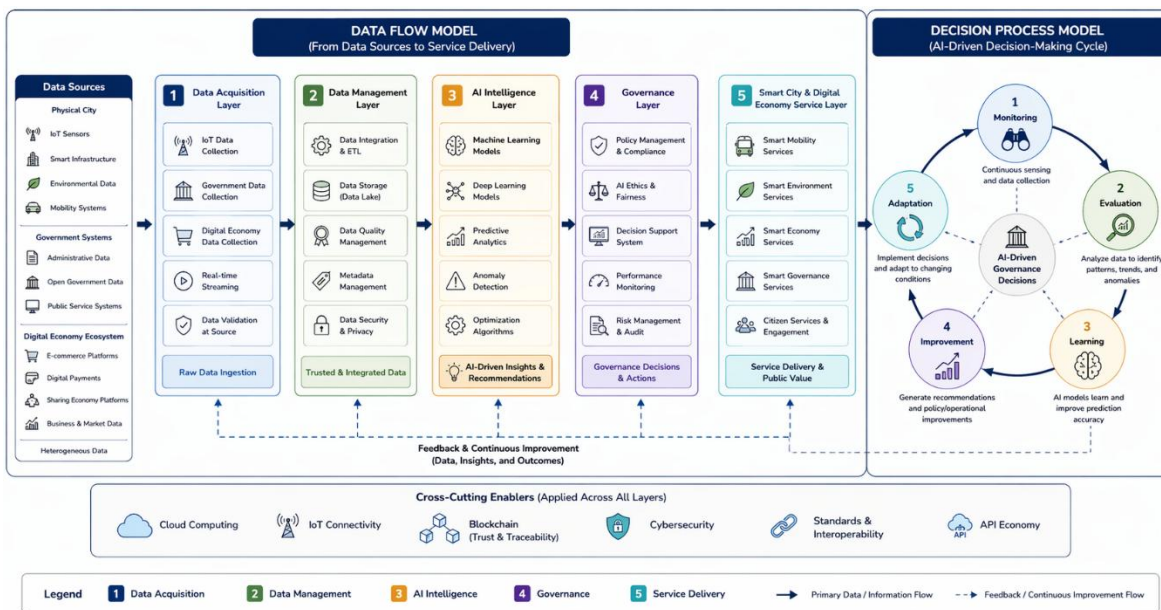 DATA FLOW MODEL
(From Data Sources to Service Delivery)
DECISION PROCESS MODEL
(AI-Driven Decision-Making Cycle)
Data Sources
Physical City
IoT Sensors
Smart Infrastructure
Environmental Data
Mobility Systems
Government Systems
Administrative Data
Open Government Data
Public Service Systems
Digital Economy Ecosystem
E-commerce Platforms
Digital Payments
Sharing Economy Platforms
Business & Market Data
Heterogeneous Data
1
Data Acquisition
Layer
IoT Data
Collection
Government Data
Collection
Digital Economy
Data Collection
Real-time
Streaming
Data Validation
at Source
Raw Data Ingestion
2
Data Management
Layer
Data Integration
& ETL
Data Storage
(Data Lake)
Data Quality
Management
Metadata
Management
Data Security
& Privacy
Trusted & Integrated Data
3
AI Intelligence
Layer
Machine Learning
Models
Deep Learning
Models
Predictive
Analytics
Anomaly
Detection
Optimization
Algorithms
AI-Driven Insights &
Recommendations
4
Governance
Layer
Policy Management
& Compliance
AI Ethics &
Fairness
Decision Support
System
Performance
Monitoring
Risk Management
& Audit
Governance Decisions
& Actions
5
Smart City & Digital
Economy Service Layer
Smart Mobility
Services
Smart Environment
Services
Smart Economy
Services
Smart Governance
Services
Citizen Services &
Engagement
Service Delivery &
Public Value
Feedback & Continuous Improvement
(Data, Insights, and Outcomes)
1
Monitoring
Continuous sensing
and data collection
2
Evaluation
Analyze data to identify
patterns, trends, and
anomalies
3
Learning
AI models learn and
improve prediction
accuracy
4
Improvement
Generate recommendations
and policy/operational
improvements
5
Adaptation
Implement decisions
and adapt to changing
conditions
AI-Driven
Governance
Decisions
Cross-Cutting Enablers (Applied Across All Layers)
Cloud Computing
IoT Connectivity
Blockchain
(Trust & Traceability)
Cybersecurity
Standards &
Interoperability
API
API Economy
Legend
1 Data Acquisition
2 Data Management
3 AI Intelligence
4 Governance
5 Service Delivery
Primary Data / Information Flow
Feedback / Continuous Improvement Flow